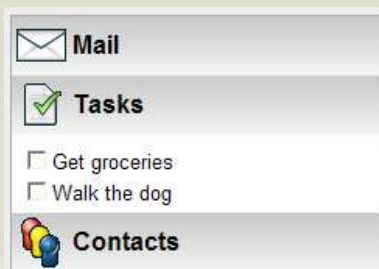 Mail
Tasks
Get groceries
Walk the dog
Contacts